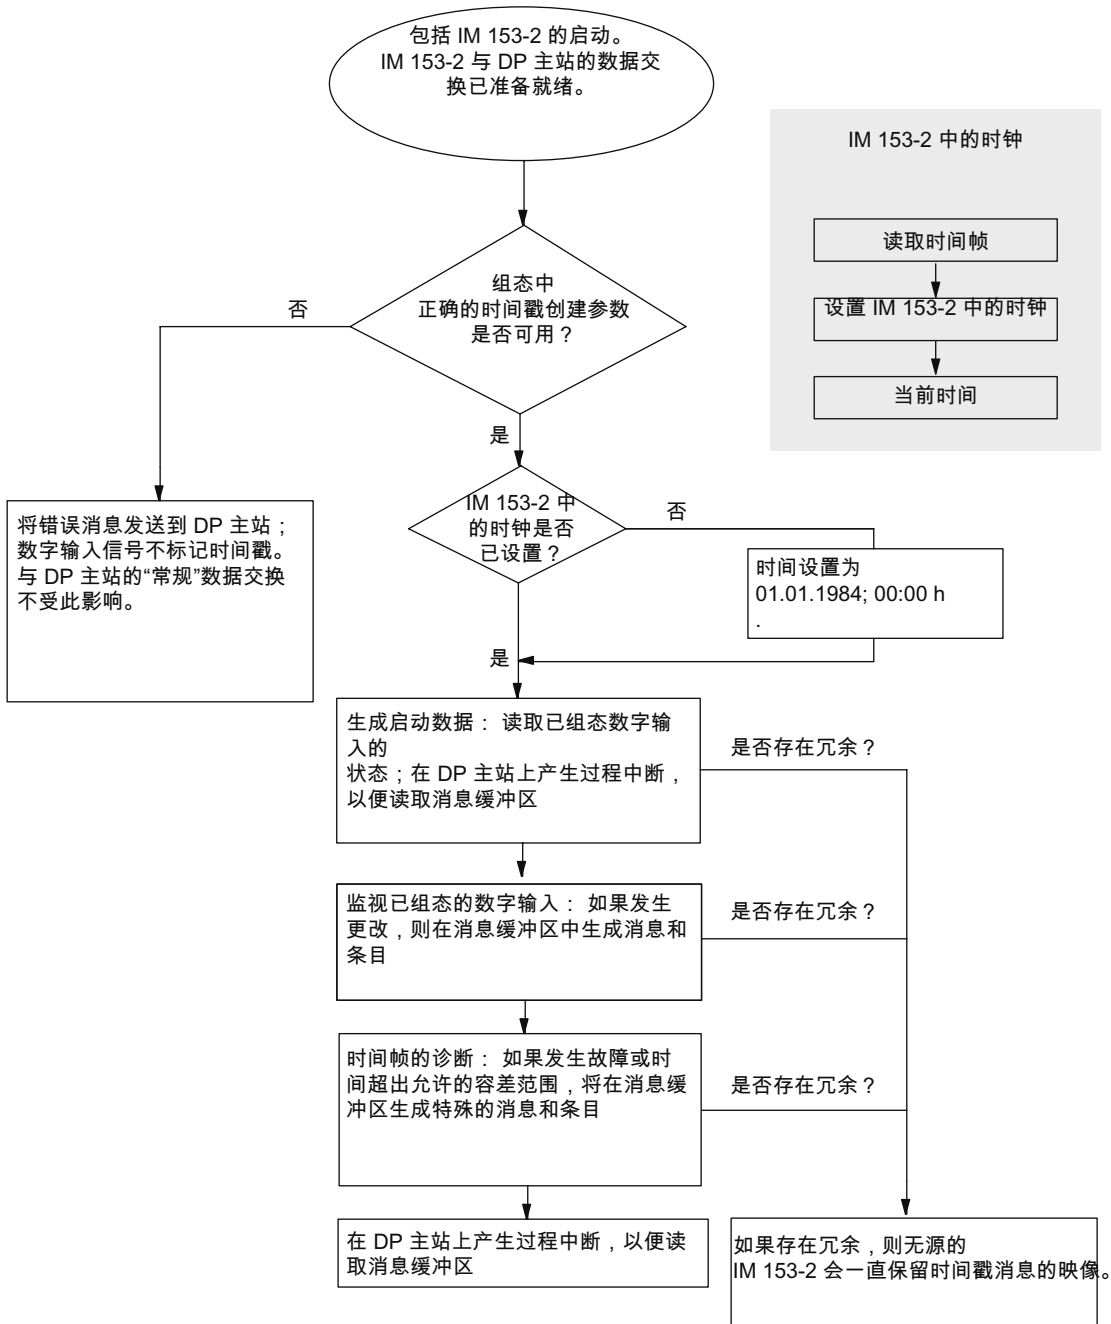 包括 IM 153-2 的启动。
IM 153-2 与 DP 主站的数据交
换已准备就绪。
IM 153-2 中的时钟
读取时间帧
设置 IM 153-2 中的时钟
当前时间
组态中
正确的时间戳创建参数
是否可用？
否
是
将错误消息发送到 DP 主站；
数字输入信号不标记时间戳。
与 DP 主站的“常规”数据交换
不受此影响。
IM 153-2 中
的时钟是否
已设置？
否
时间设置为
01.01.1984; 00:00 h
.
是
生成启动数据： 读取已组态数字输
入的
状态；在 DP 主站上产生过程中断，
以便读取消息缓冲区
是否存在冗余？
监视已组态的数字输入： 如果发生
更改，则在消息缓冲区中生成消息和
条目
是否存在冗余？
时间帧的诊断： 如果发生故障或时
间超出允许的容差范围，将在消息缓
冲区生成特殊的消息和条目
是否存在冗余？
在 DP 主站上产生过程中断，以便读
取消息缓冲区
如果存在冗余，则无源的
IM 153-2 会一直保留时间戳消息的映像。